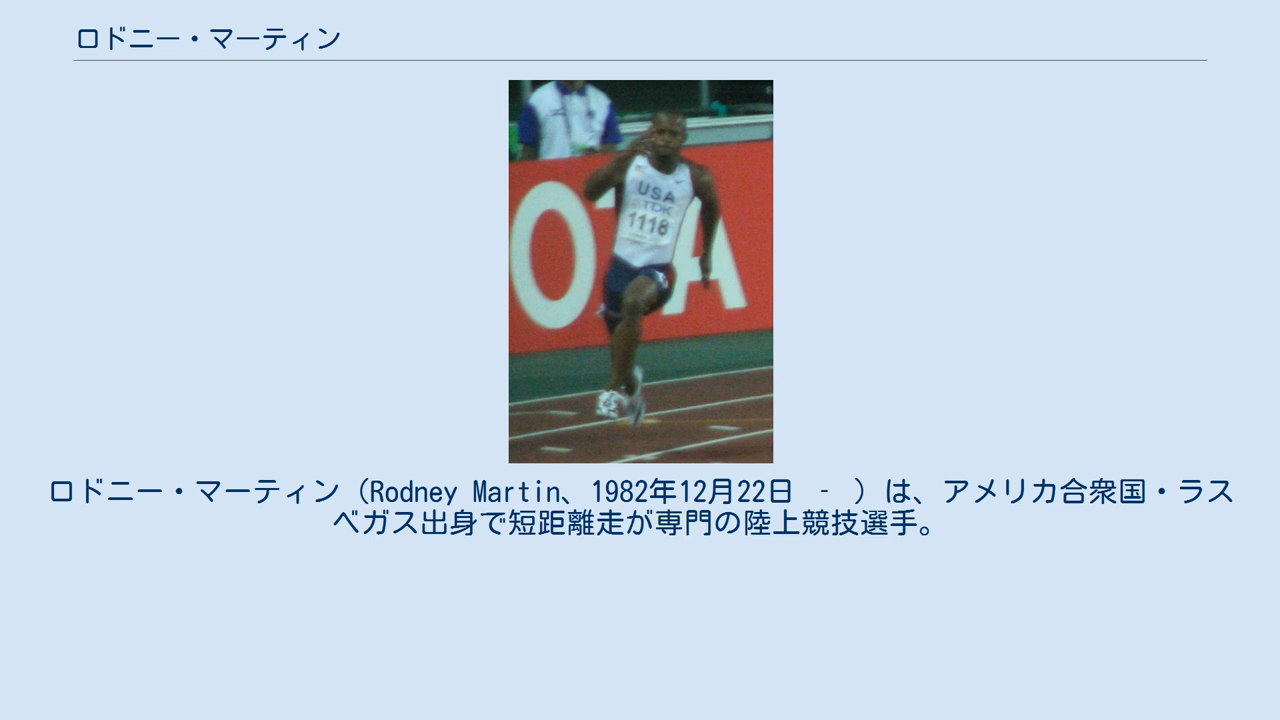 ロドニー・マーティン
USA
TDK
1118
OTA
ロドニー・マーティン（Rodney Martin、1982年12月22日 - ）は、アメリカ合衆国・ラス
ベガス出身で短距離走が専門の陸上競技選手。